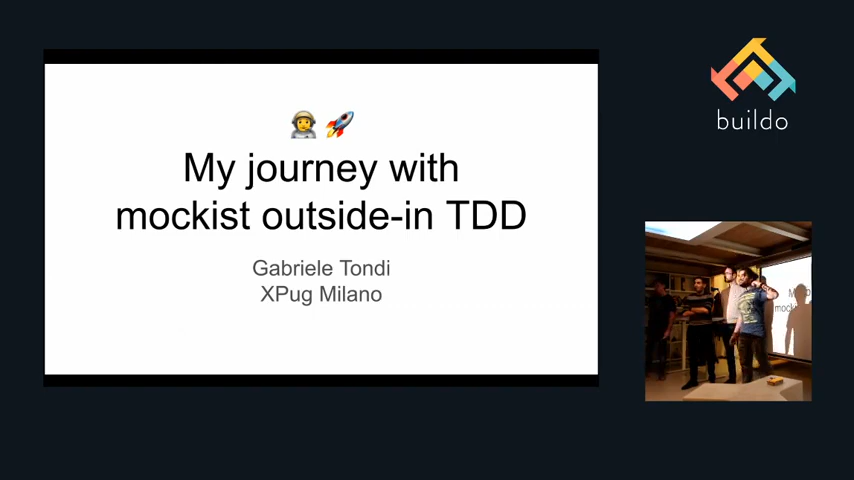 My journey with
mockist outside-in TDD
Gabriele Tondi
XPug Milano
buildo